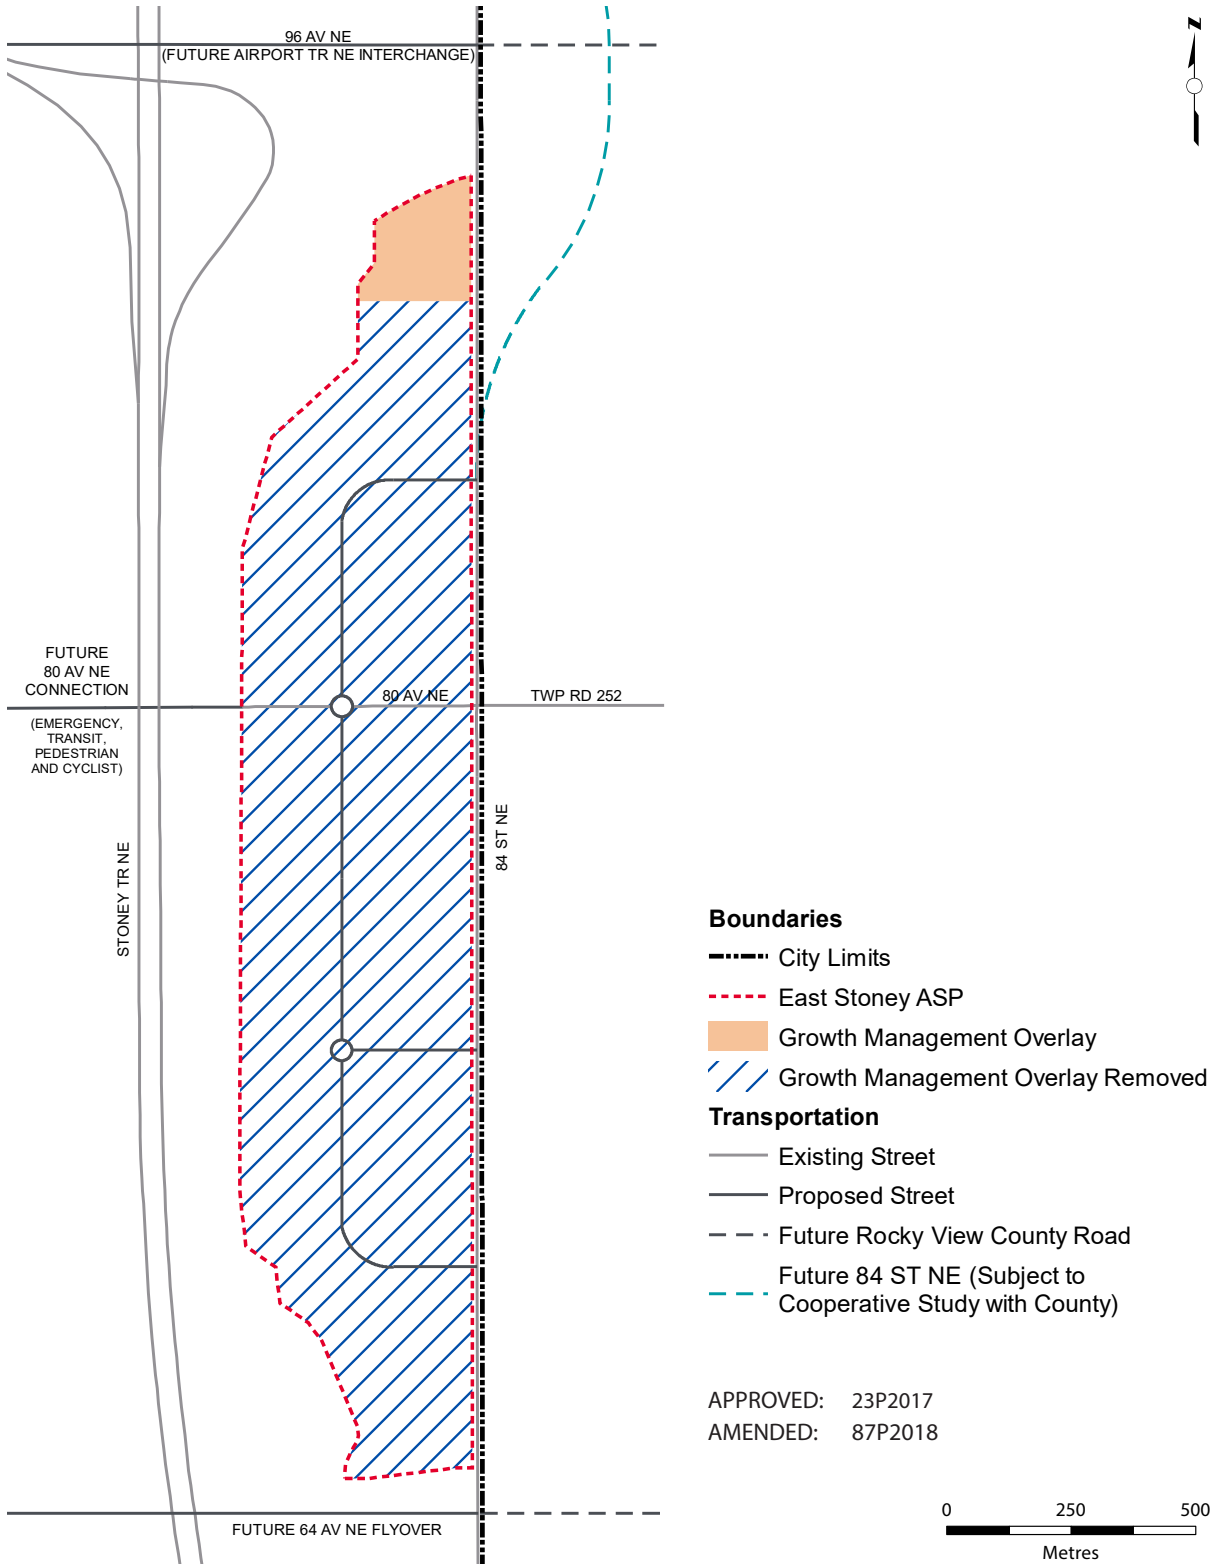 96 AV NE
(FUTURE AIRPORT TR NE INTERCHANGE)
N
FUTURE
80 AV NE
CONNECTION
(EMERGENCY,
TRANSIT,
PEDESTRIAN
AND CYCLIST)
80 AV NE
TWP RD 252
84 ST NE
STONEY TR NE
FUTURE 64 AV NE FLYOVER
Boundaries
City Limits
East Stoney ASP
Growth Management Overlay
Growth Management Overlay Removed
Transportation
Existing Street
Proposed Street
Future Rocky View County Road
Future 84 ST NE (Subject to
Cooperative Study with County)
APPROVED: 23P2017
AMENDED: 87P2018
0 250 500
Metres